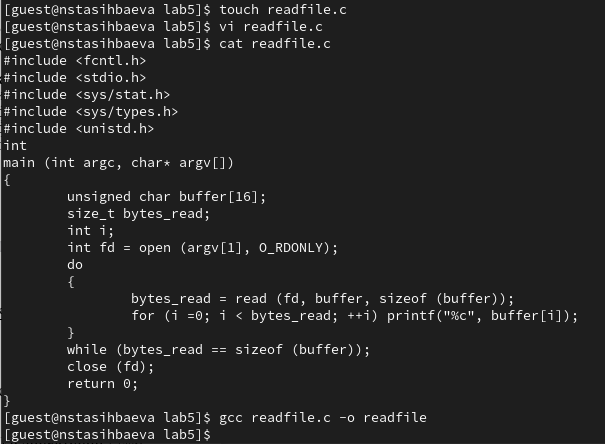 [guest@nstasihbaeva lab5]$ touch readfile.c
[guest@nstasihbaeva lab5]$ vi readfile.c
[guest@nstasihbaeva lab5]$ cat readfile.c
#include <fcntl.h>
#include <stdio.h>
#include <sys/stat.h>
#include <sys/types.h>
#include <unistd.h>
int
main (int argc, char* argv[])
{
        unsigned char buffer[16];
        size_t bytes_read;
        int i;
        int fd = open (argv[1], O_RDONLY);
        do
        {
                bytes_read = read (fd, buffer, sizeof (buffer));
                for (i =0; i < bytes_read; ++i) printf("%c", buffer[i]);
        }
        while (bytes_read == sizeof (buffer));
        close (fd);
        return 0;
}
[guest@nstasihbaeva lab5]$ gcc readfile.c -o readfile
[guest@nstasihbaeva lab5]$